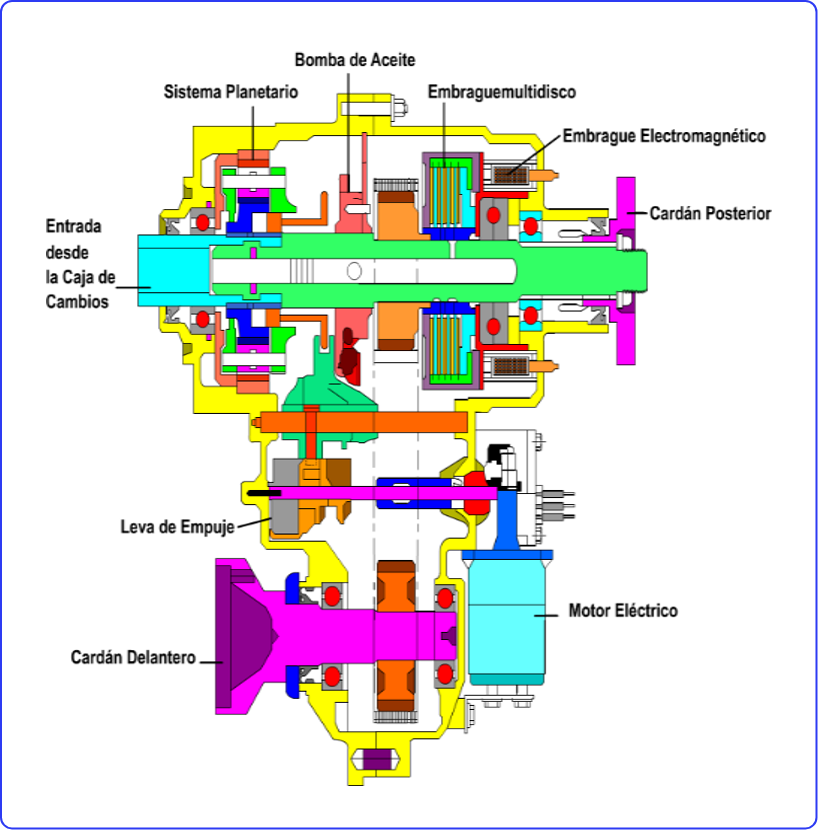 Bomba de Aceite
Sistema Planetario
Embraguemultidisco
Embrague Electromagnético
Cardán Posterior
Entrada
desde
la Caja de
Cambios
Leva de Empuje
Motor Eléctrico
Cardán Delantero